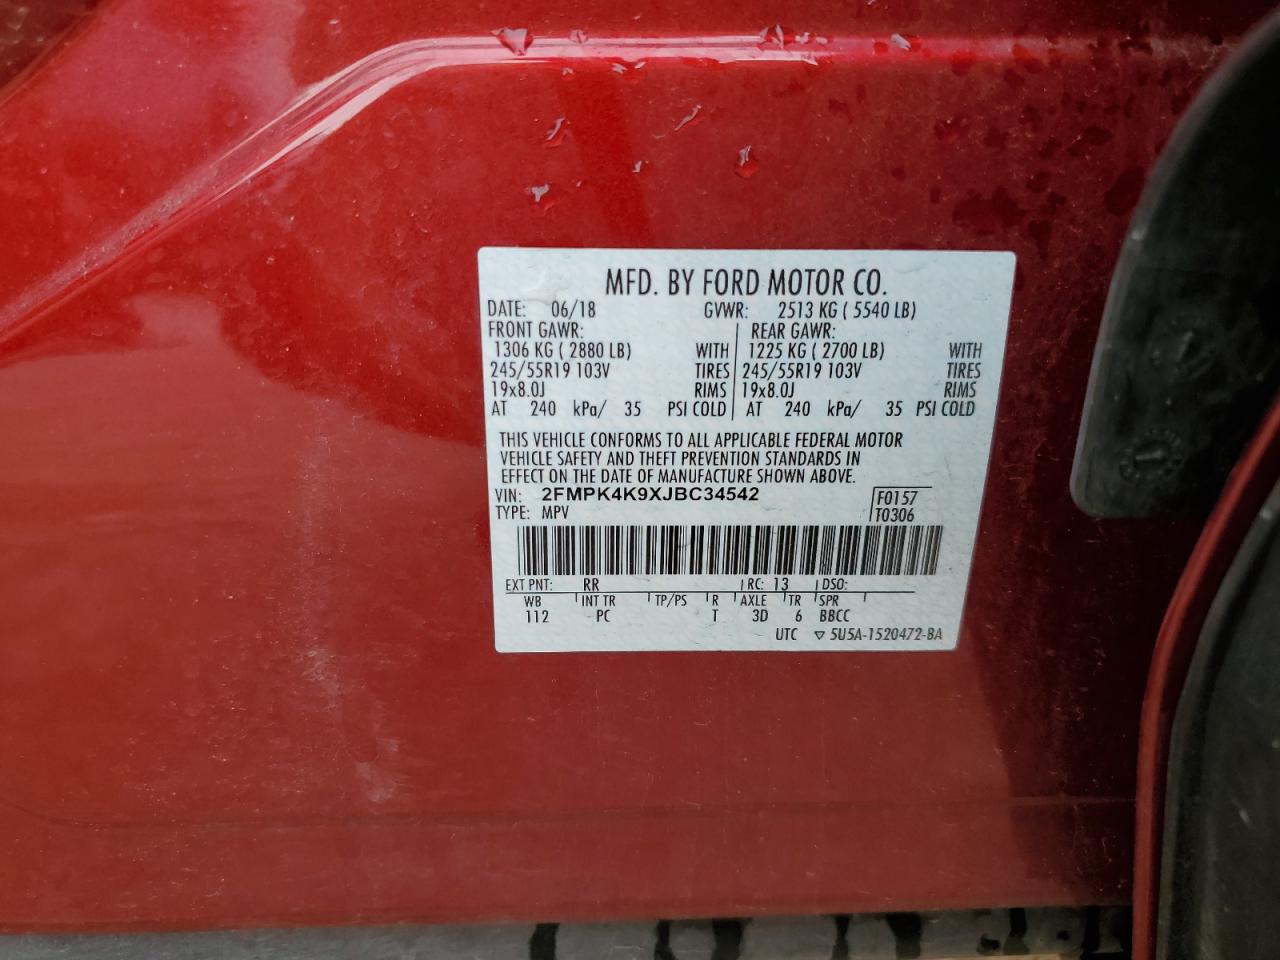 MFD. BY FORD MOTOR CO.
DATE: 06/18 GVWR: 2513 KG ( 5540 LB)
FRONT GAWR: REAR GAWR:
1306 KG ( 2880 LB) WITH 1225 KG ( 2700 LB) WITH
245/55R19 103V TIRES 245/55R19 103V TIRES
19x8.0J RIMS 19x8.0J RIMS
AT 240 kPa/ 35 PSI COLD AT 240 kPa/ 35 PSI COLD
THIS VEHICLE CONFORMS TO ALL APPLICABLE FEDERAL MOTOR
VEHICLE SAFETY AND THEFT PREVENTION STANDARDS IN
EFFECT ON THE DATE OF MANUFACTURE SHOWN ABOVE.
VIN: 2FMPK4K9XJBC34542 F0157
TYPE: MPV T0306
EXT PNT: RR RC: 13 DSO:
WB INT TR TP/PS R AXLE TR SPR
112 PC T 3D 6 BBCC
UTC ▽ 5U5A-1520472-BA